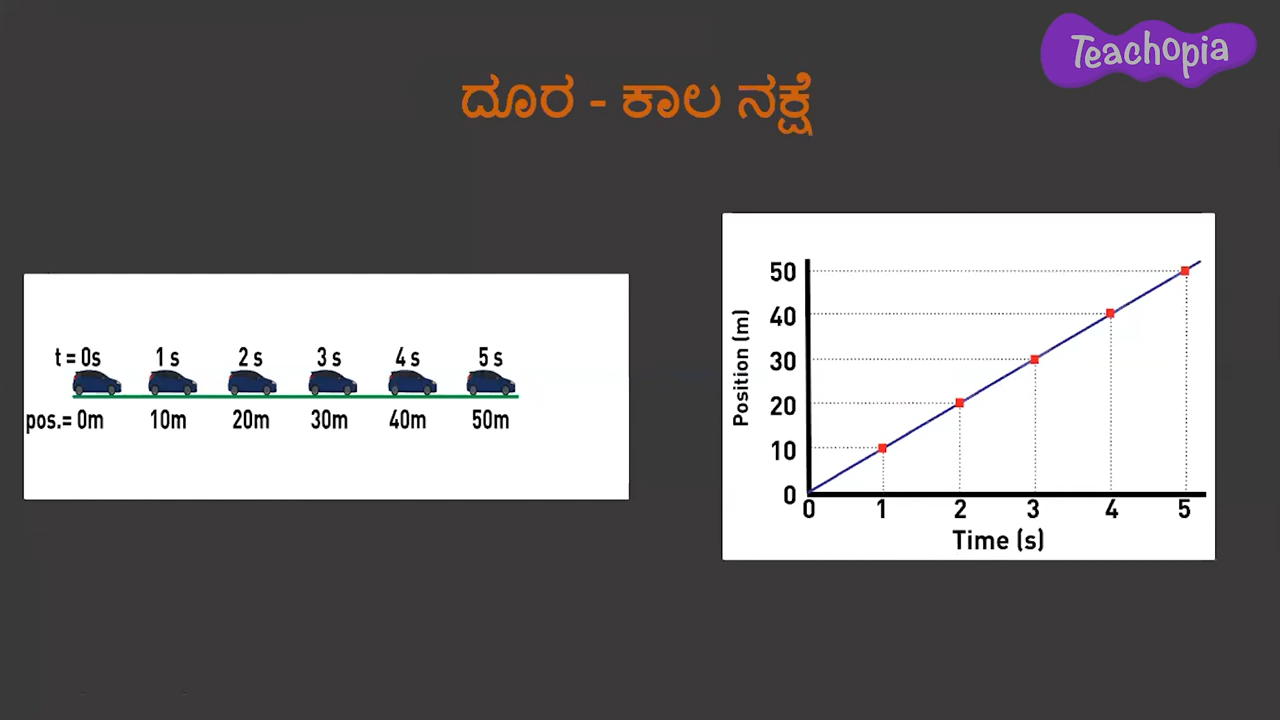 Teachopia
ದೂರ - ಕಾಲ ನಕ್ಷೆ
t = 0s 1 s 2 s 3 s 4 s 5 s
pos.= 0m 10m 20m 30m 40m 50m
Position (m)
50
40
30
20
10
0
0 1 2 3 4 5
Time (s)